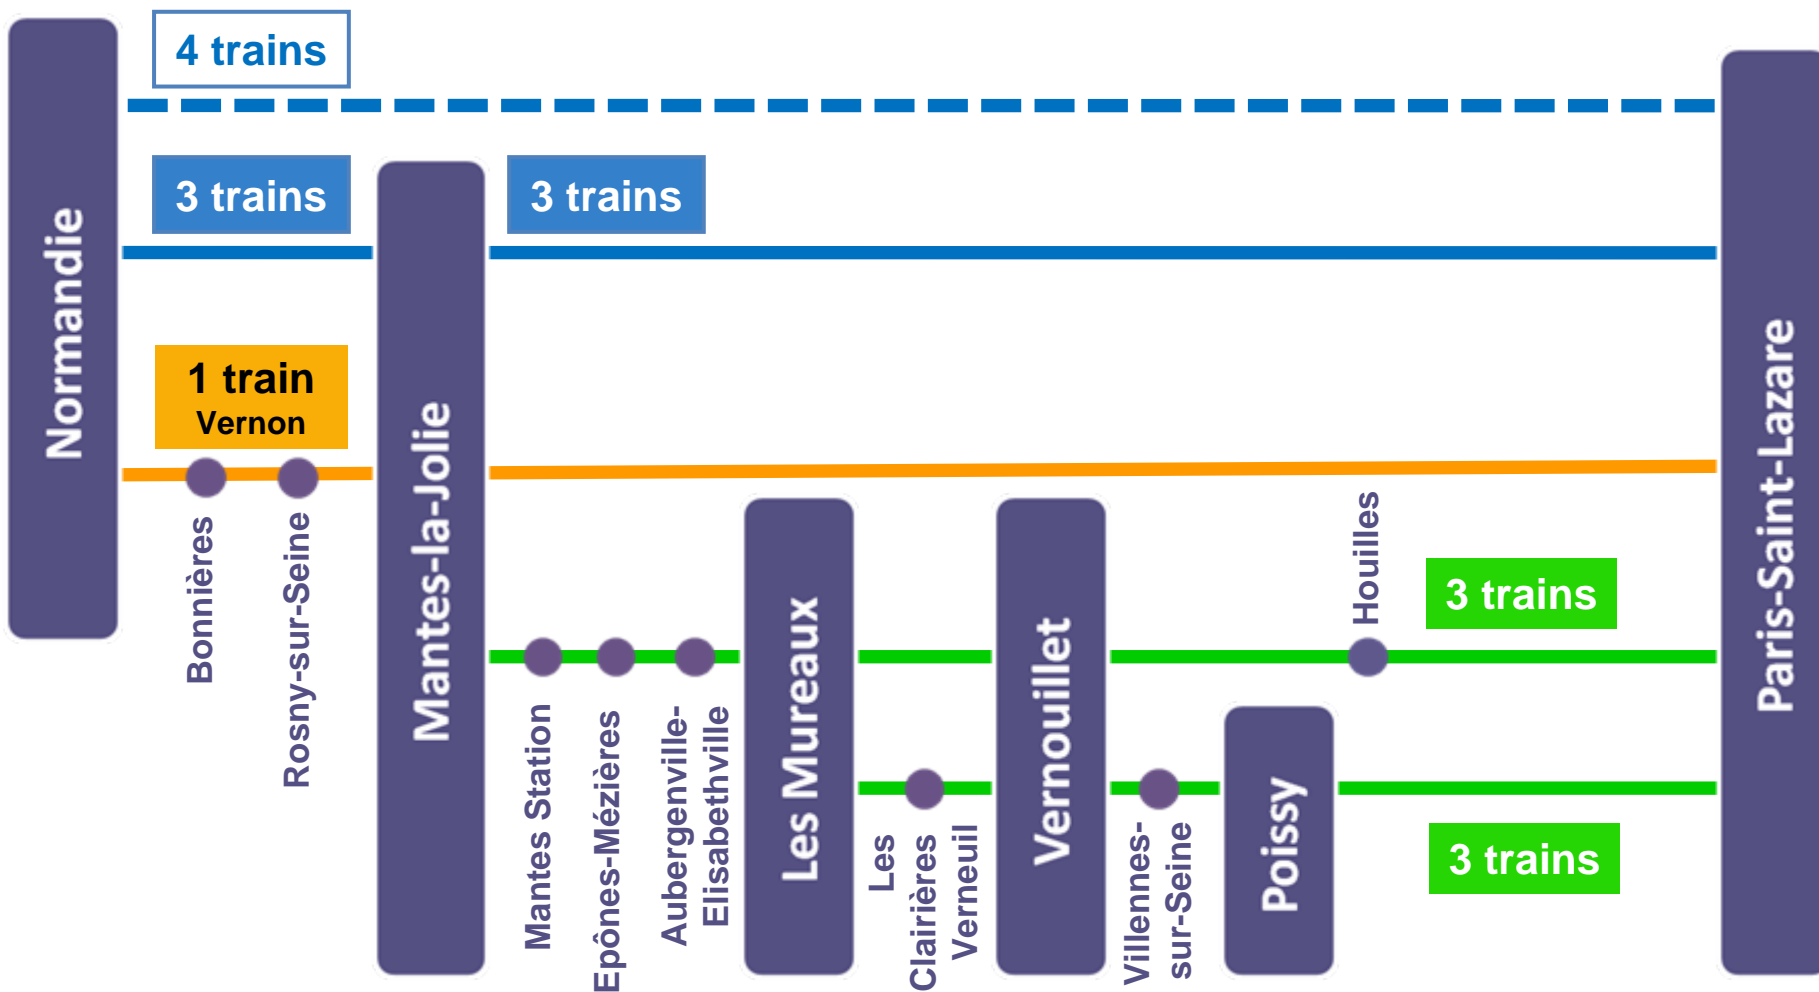 4 trains
3 trains
3 trains
Normandie
1 train
Vernon
Mantes-la-Jolie
Paris-Saint-Lazare
Bonnières
Rosny-sur-Seine
Houilles
3 trains
Mantes Station
Epônes-Mézières
Aubergenville-
Elisabethville
Les Mureaux
Vernouillet
Les
Clairières
Verneuil
Villennes-
sur-Seine
Poissy
3 trains